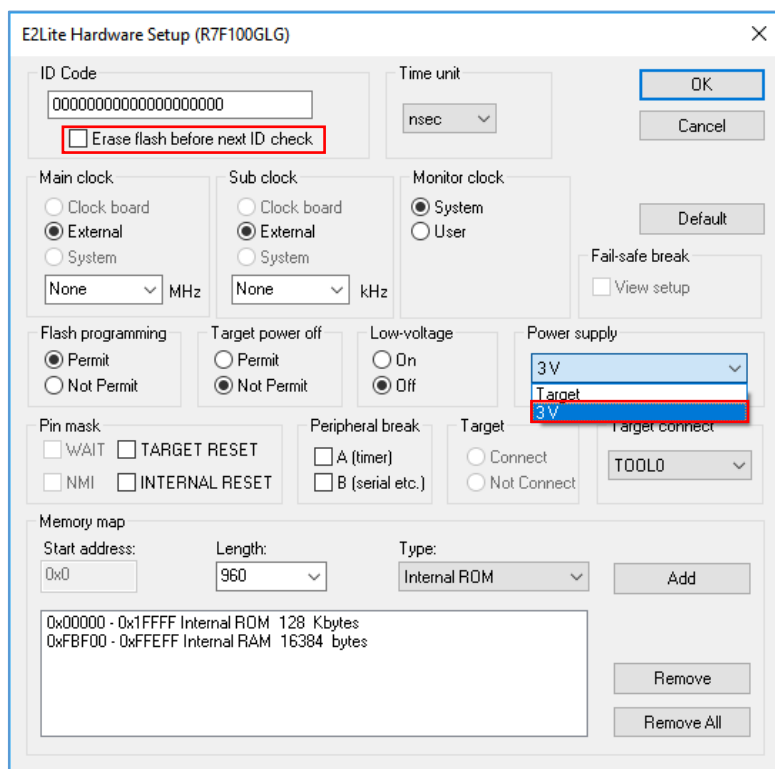 E2Lite Hardware Setup (R7F100GLG)
ID Code
00000000000000000000
Erase flash before next ID check
Time unit
nsec
OK
Cancel
Main clock
Clock board
External
System
None MHz
Sub clock
Clock board
External
System
None kHz
Monitor clock
System
User
Default
Fail-safe break
View setup
Flash programming
Permit
Not Permit
Target power off
Permit
Not Permit
Low-voltage
On
Off
Power supply
3 V
Target
3 V
Pin mask
WAIT TARGET RESET
NMI INTERNAL RESET
Peripheral break
A (timer)
B (serial etc.)
Target
Connect
Not Connect
Target connect
TOOL0
Memory map
Start address: Length: Type:
0x0 960 Internal ROM Add
0x00000 - 0x1FFFF Internal ROM 128 Kbytes
0xFBF00 - 0xFFEFF Internal RAM 16384 bytes
Remove
Remove All